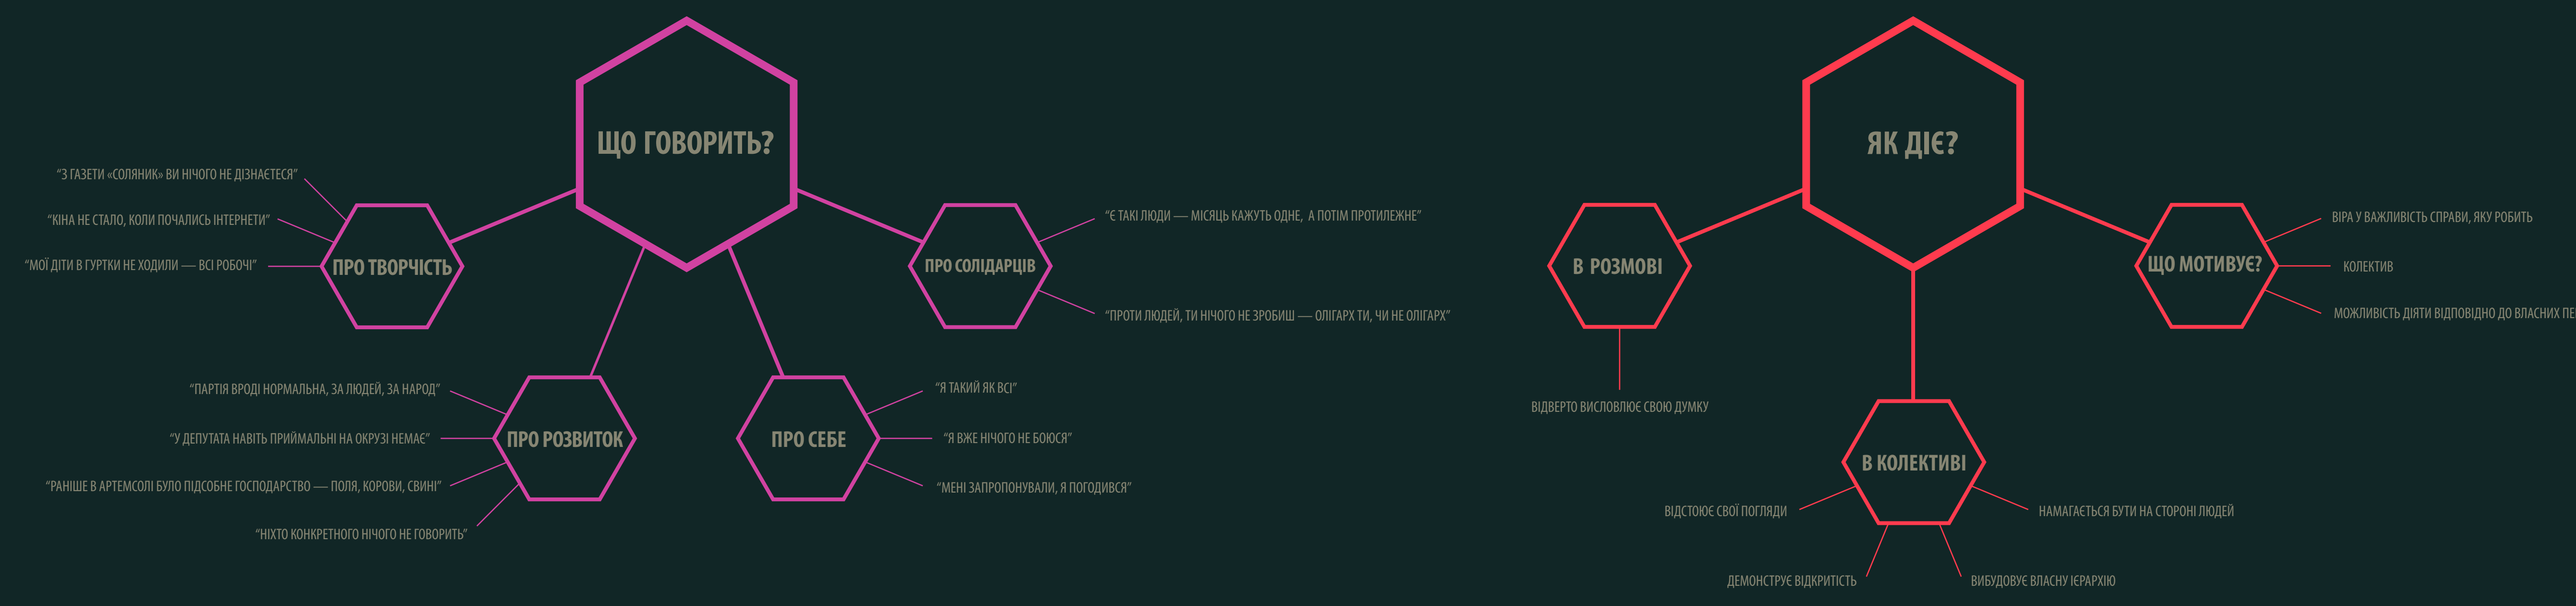 ЩО ГОВОРИТЬ?
“З ГАЗЕТИ «СОЛЯНИК» ВИ НІЧОГО НЕ ДІЗНАЄТЕСЯ”
“КІНА НЕ СТАЛО, КОЛИ ПОЧАЛИСЬ ІНТЕРНЕТИ”
“МОЇ ДІТИ В ГУРТКИ НЕ ХОДИЛИ — ВСІ РОБОЧІ”
ПРО ТВОРЧІСТЬ
“ПАРТІЯ ВРОДІ НОРМАЛЬНА, ЗА ЛЮДЕЙ, ЗА НАРОД”
“У ДЕПУТАТА НАВІТЬ ПРИЙМАЛЬНІ НА ОКРУЗІ НЕМАЄ”
“РАНІШЕ В АРТЕМСОЛІ БУЛО ПІДСОБНЕ ГОСПОДАРСТВО — ПОЛЯ, КОРОВИ, СВИНІ”
“НІХТО КОНКРЕТНОГО НІЧОГО НЕ ГОВОРИТЬ”
ПРО РОЗВИТОК
ПРО СЕБЕ
“Я ТАКИЙ ЯК ВСІ”
“Я ВЖЕ НІЧОГО НЕ БОЮСЯ”
“МЕНІ ЗАПРОПОНУВАЛИ, Я ПОГОДИВСЯ”
ПРО СОЛІДАРЦІВ
“Є ТАКІ ЛЮДИ — МІСЯЦЬ КАЖУТЬ ОДНЕ, А ПОТІМ ПРОТИЛЕЖНЕ”
“ПРОТИ ЛЮДЕЙ, ТИ НІЧОГО НЕ ЗРОБИШ — ОЛІГАРХ ТИ, ЧИ НЕ ОЛІГАРХ”
ЯК ДІЄ?
В РОЗМОВІ
ВІДВЕРТО ВИСЛОВЛЮЄ СВОЮ ДУМКУ
В КОЛЕКТИВІ
ВІДСТОЮЄ СВОЇ ПОГЛЯДИ
ДЕМОНСТРУЄ ВІДКРИТІСТЬ
ВИБУДОВУЄ ВЛАСНУ ІЄРАРХІЮ
НАМАГАЄТЬСЯ БУТИ НА СТОРОНІ ЛЮДЕЙ
ЩО МОТИВУЄ?
ВІРА У ВАЖЛИВІСТЬ СПРАВИ, ЯКУ РОБИТЬ
КОЛЕКТИВ
МОЖЛИВІСТЬ ДІЯТИ ВІДПОВІДНО ДО ВЛАСНИХ